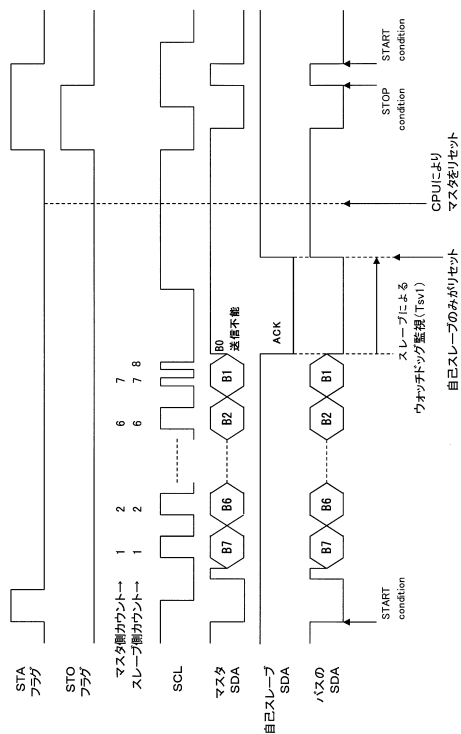 STA
フラグ
STO
フラグ
マスタ側カウント→ 1 2 6 7
スレーブ側カウント→ 1 2 6 7 8
SCL
マスタ
SDA
B7 B6 B2 B1 B0
送信不能
自己スレーブ
SDA
ACK
バスの
SDA
B7 B6 B2 B1
START
condition
スレーブによる
ウォッチドッグ監視(Tsv1)
自己スレーブのみがリセット
CPUにより
マスタをリセット
STOP
condition
START
condition